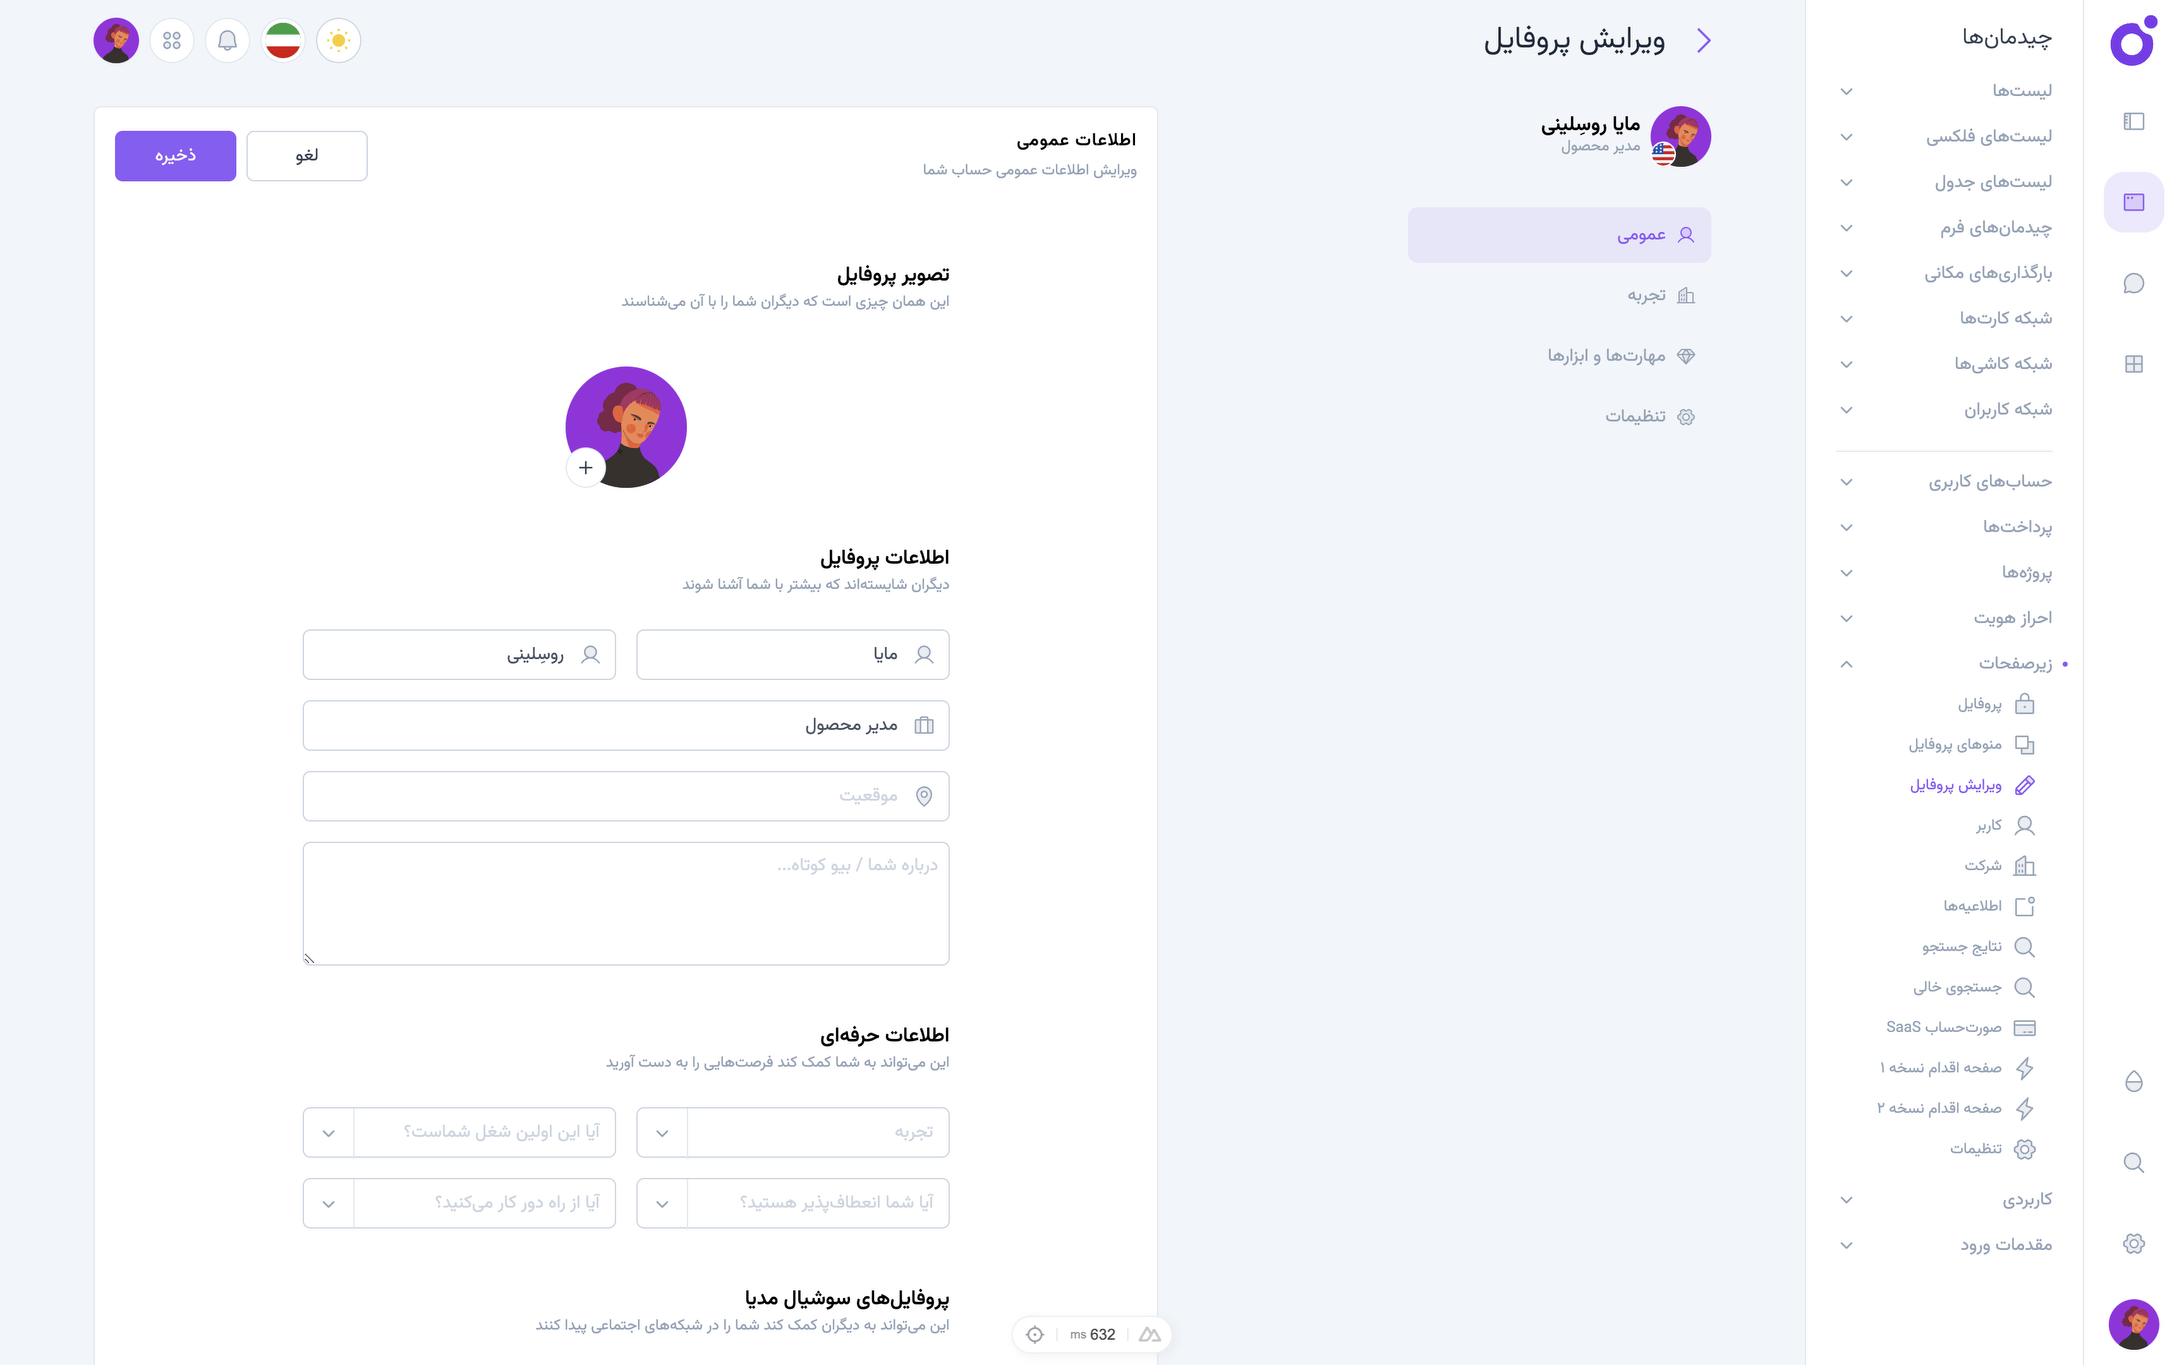 چیدمان‌ها
لیست‌ها
لیست‌های فلکسی
لیست‌های جدول
چیدمان‌های فرم
بارگذاری‌های مکانی
شبکه کارت‌ها
شبکه کاشی‌ها
شبکه کاربران
حساب‌های کاربری
پرداخت‌ها
پروژه‌ها
احراز هویت
زیرصفحات
پروفایل
منوهای پروفایل
ویرایش پروفایل
کاربر
شرکت
اطلاعیه‌ها
نتایج جستجو
جستجوی خالی
صورت‌حساب SaaS
صفحه اقدام نسخه ۱
صفحه اقدام نسخه ۲
تنظیمات
کاربردی
مقدمات ورود
ویرایش پروفایل
مایا روسِلینی
مدیر محصول
عمومی
تجربه
مهارت‌ها و ابزارها
تنظیمات
اطلاعات عمومی
ویرایش اطلاعات عمومی حساب شما
لغو
ذخیره
تصویر پروفایل
این همان چیزی است که دیگران شما را با آن می‌شناسند
اطلاعات پروفایل
دیگران شایسته‌اند که بیشتر با شما آشنا شوند
مایا
روسِلینی
مدیر محصول
موقعیت
درباره شما / بیو کوتاه...
اطلاعات حرفه‌ای
این می‌تواند به شما کمک کند فرصت‌هایی را به دست آورید
تجربه
آیا این اولین شغل شماست؟
آیا شما انعطاف‌پذیر هستید؟
آیا از راه دور کار می‌کنید؟
پروفایل‌های سوشیال مدیا
این می‌تواند به دیگران کمک کند شما را در شبکه‌های اجتماعی پیدا کنند
632 ms